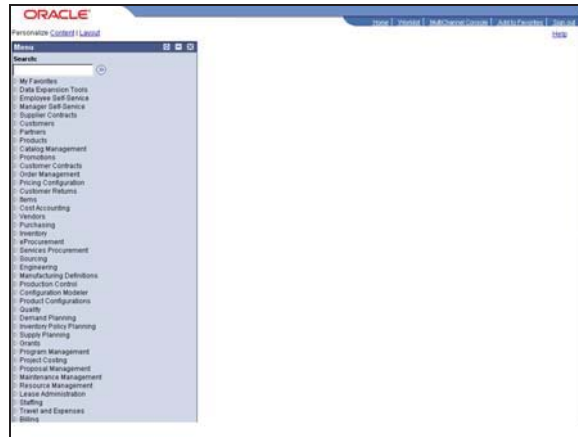 ORACLE
Home | Worklist | MultiChannel Console | Add to Favorites | Sign out
Personalize Content | Layout
Help
Menu
Search:
My Favorites
Data Expansion Tools
Employee Self-Service
Manager Self-Service
Supplier Contracts
Customers
Partners
Products
Catalog Management
Promotions
Customer Contracts
Order Management
Pricing Configuration
Customer Returns
Items
Cost Accounting
Vendors
Purchasing
Inventory
eProcurement
Services Procurement
Sourcing
Engineering
Manufacturing Definitions
Production Control
Configuration Modeler
Product Configurations
Quality
Demand Planning
Inventory Policy Planning
Supply Planning
Grants
Program Management
Project Costing
Proposal Management
Maintenance Management
Resource Management
Lease Administration
Staffing
Travel and Expenses
Billing